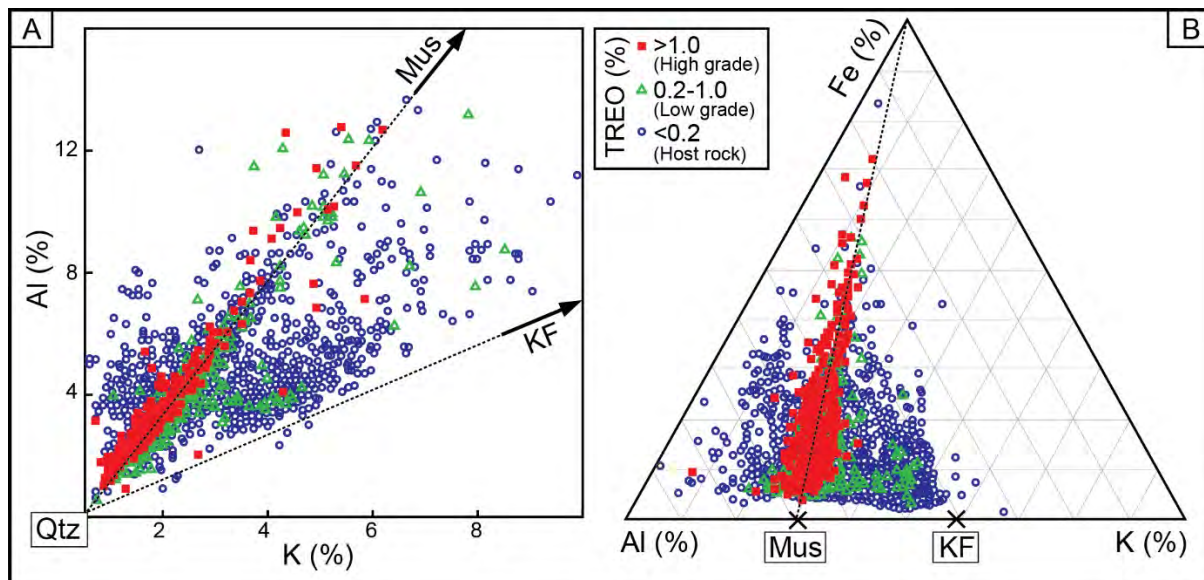 A
Al (%)
12
8
4
2
4
6
8
K (%)
Qtz
Mus
KF
TREO (%)
>1.0
(High grade)
0.2-1.0
(Low grade)
<0.2
(Host rock)
B
Fe (%)
Al (%)
Mus
KF
K (%)